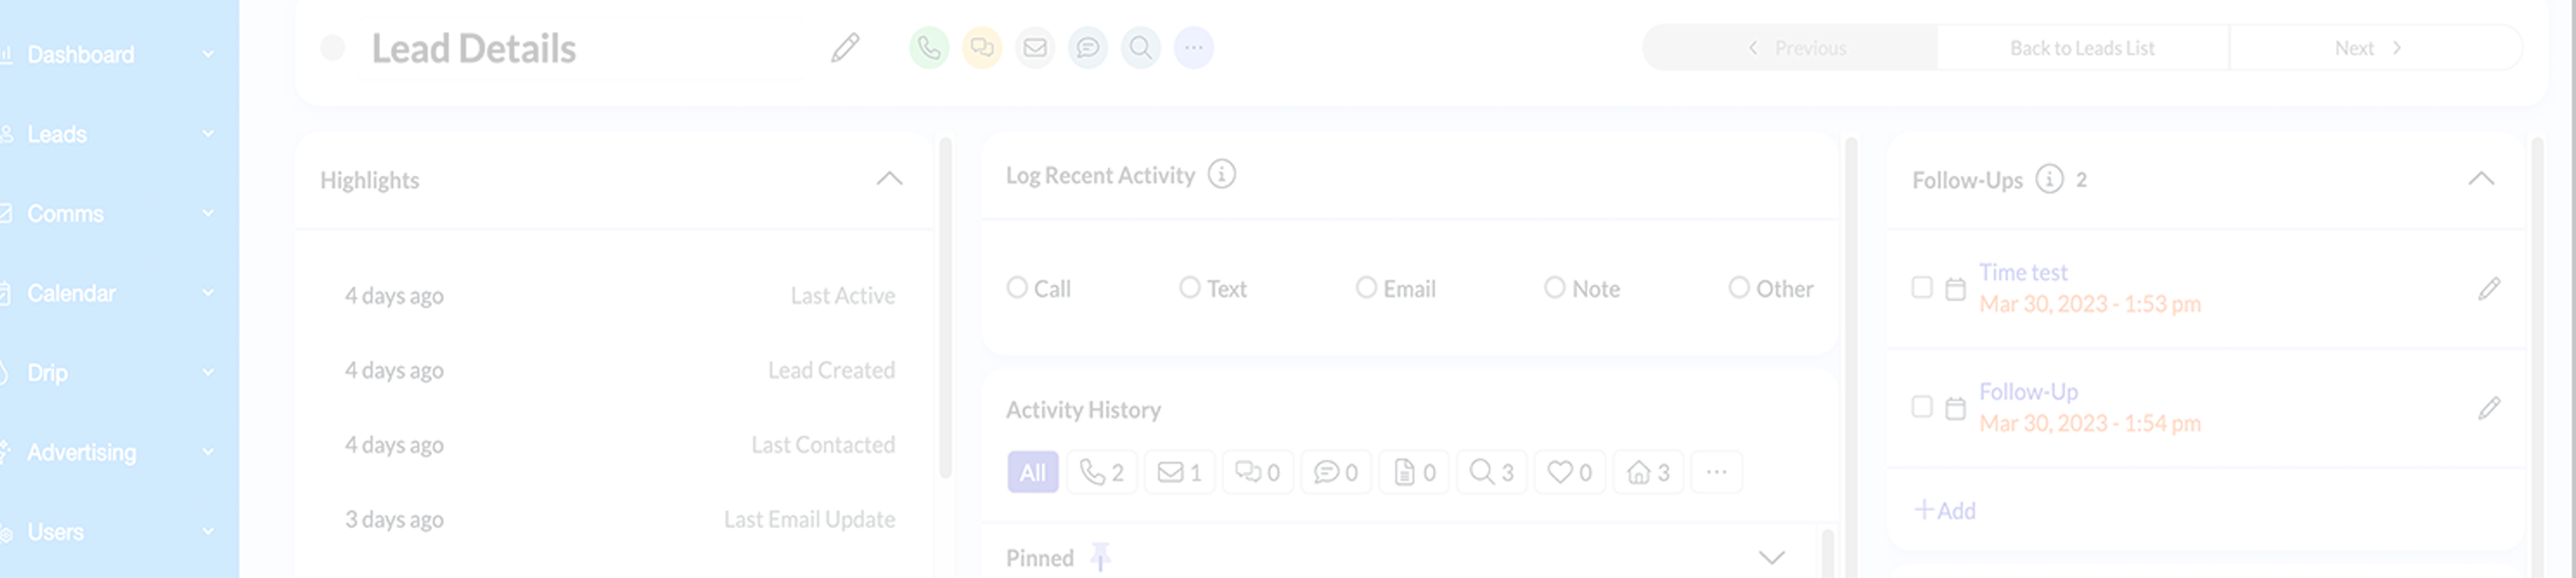 Dashboard
Leads
Comms
Calendar
Drip
Advertising
Users
Lead Details
Previous
Back to Leads List
Next
Highlights
4 days ago Last Active
4 days ago Lead Created
4 days ago Last Contacted
3 days ago Last Email Update
Log Recent Activity
Call Text Email Note Other
Activity History
All 2 1 0 0 0 3 0 3
Pinned
Follow-Ups 2
Time test
Mar 30, 2023 - 1:53 pm
Follow-Up
Mar 30, 2023 - 1:54 pm
+Add